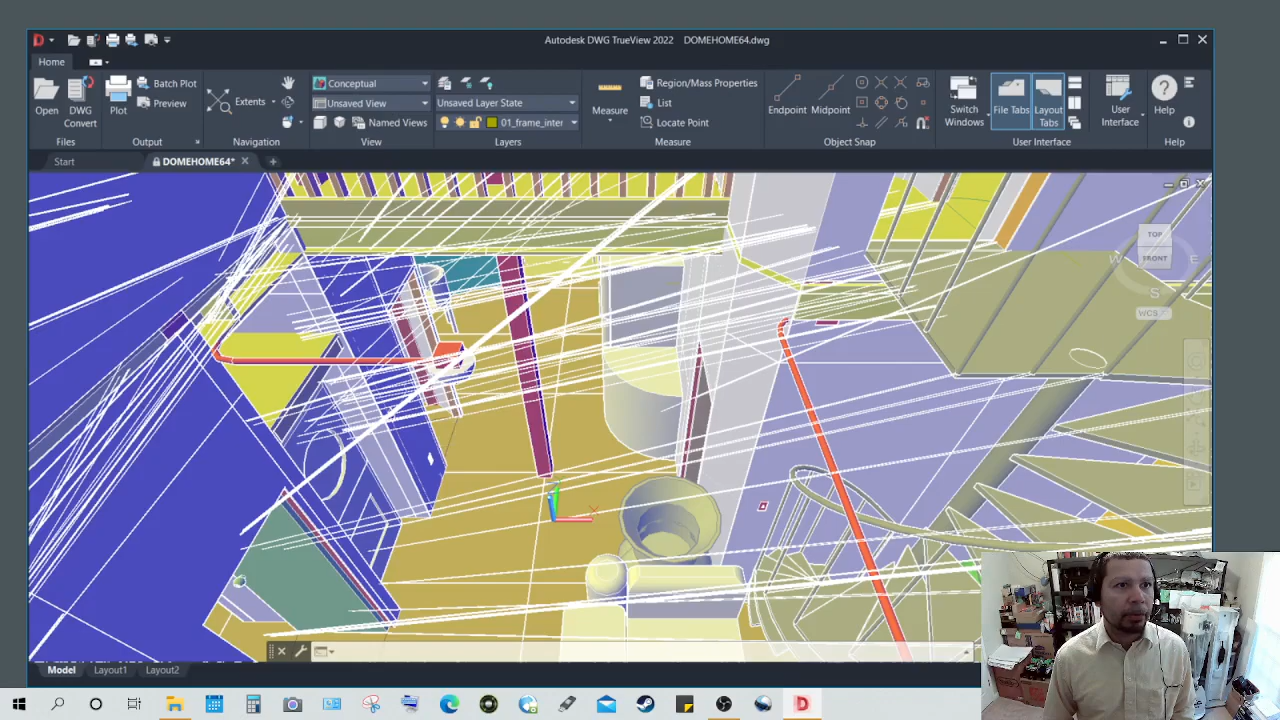 Autodesk DWG TrueView 2022 DOMEHOME64.dwg
Home
Open
DWG Convert
Files
Plot
Batch Plot
Preview
Output
Extents
Navigation
Conceptual
Unsaved View
Named Views
View
Unsaved Layer State
01_frame_inter
Layers
Measure
Region/Mass Properties
List
Locate Point
Measure
Endpoint
Midpoint
Object Snap
Switch Windows
File Tabs
Layout Tabs
User Interface
User Interface
Help
Help
Start
DOMEHOME64*
TOP
FRONT
W
E
S
WCS
X
Model
Layout1
Layout2